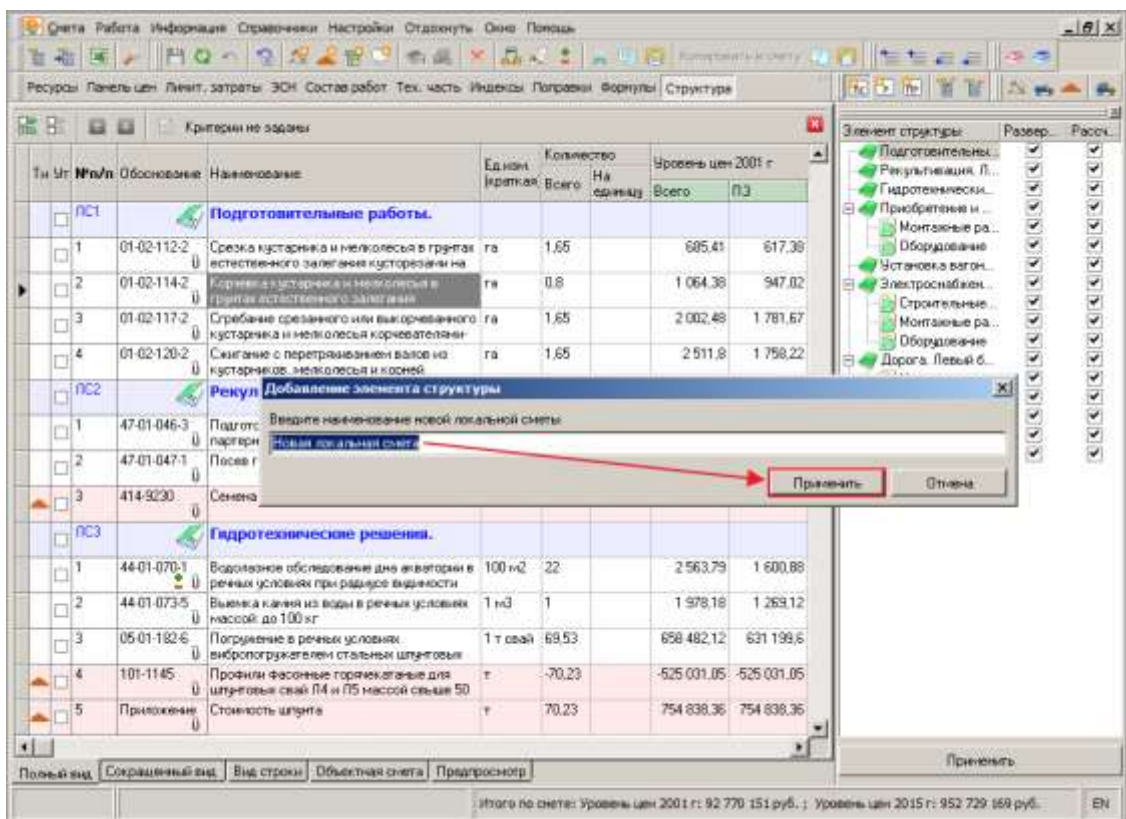 Смета Работа Информация Справочники Настройки Отдохнуть Окно Помощь
Копировать в смету
Ресурсы Панель цен Лимит. затраты ЭСН Состав работ Тех. часть Индексы Поправки Формулы Структура
Критерии не заданы
Элемент структуры Развер... Рассч...
Ти Уг №п/п Обоснование Наименование Ед.изм. (краткая) Количество Всего На единицу Уровень цен 2001 г Всего ПЗ
ЛС1 Подготовительные работы.
1 01-02-112-2 Срезка кустарника и мелколесья в грунтах естественного залегания кусторезами на га 1,65 685,41 617,38
2 01-02-114-2 Корчевка кустарника и мелколесья в грунтах естественного залегания га 0,8 1 064,38 947,02
3 01-02-117-2 Сгребание срезанного или выкорчеванного кустарника и мелколесья корчевателями- га 1,65 2 002,48 1 781,67
4 01-02-120-2 Сжигание с перетряхиванием валов из кустарников, мелколесья и корней га 1,65 2 511,8 1 758,22
ЛС2 Рекул
1 47-01-046-3 Подгото партерн
2 47-01-047-1 Посев г
3 414-9230 Семена
ЛС3 Гидротехнические решения.
1 44-01-070-1 Водолазное обследование дна акватории в речных условиях при радиусе видимости 100 м2 22 2 563,79 1 600,88
2 44-01-073-5 Выемка камня из воды в речных условиях массой: до 100 кг 1 м3 1 1 978,18 1 269,12
3 05-01-182-6 Погружение в речных условиях вибропогружателем стальных шпунтовых 1 т свай 69,53 658 482,12 631 199,6
4 101-1145 Профили фасонные горячекатаные для шпунтовых свай Л4 и Л5 массой свыше 50 т -70,23 -525 031,05 -525 031,05
5 Приложение Стоимость шпунта т 70,23 754 838,36 754 838,36
Добавление элемента структуры
Введите наименование новой локальной сметы
Новая локальная смета
Применить Отмена
Подготовительны...
Рекультивация. Л...
Гидротехнически...
Приобретение и ...
Монтажные ра...
Оборудование
Установка вагон...
Электроснабжен...
Строительные...
Монтажные ра...
Оборудование
Дорога. Левый б...
Применить
Полный вид Сокращенный вид Вид строки Объектная смета Предпросмотр
Итого по смете: Уровень цен 2001 г: 92 770 151 руб. ; Уровень цен 2015 г: 952 729 169 руб. EN